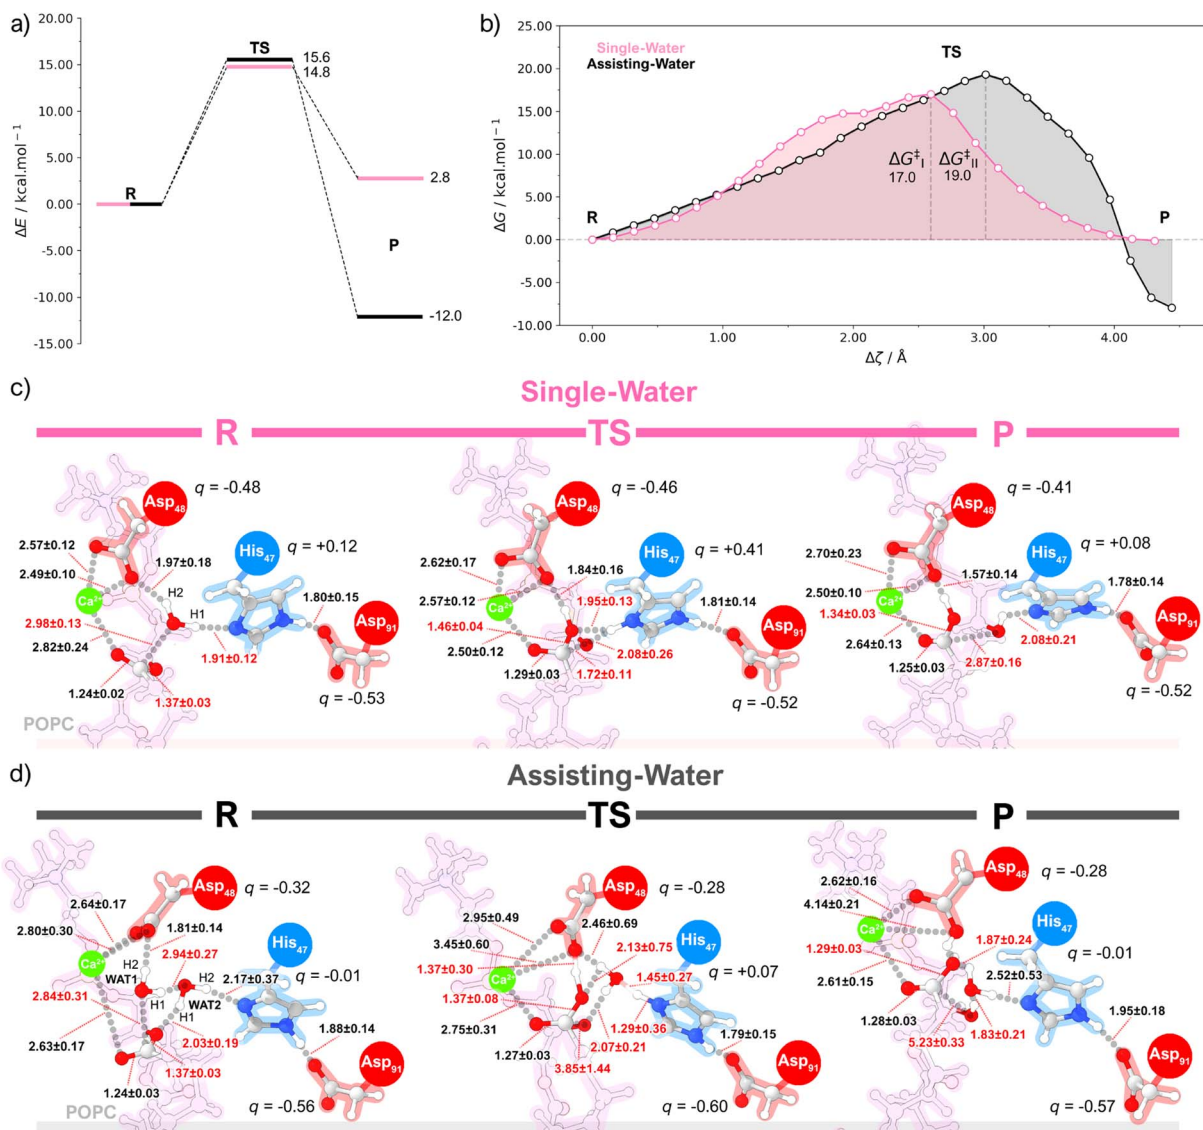 a)
20.00
15.00
10.00
5.00
0.00
-5.00
-10.00
-15.00
ΔE / kcal.mol⁻¹
R
TS
15.6
14.8
2.8
P
-12.0
b)
25.00
20.00
15.00
10.00
5.00
0.00
-5.00
-10.00
ΔG / kcal.mol⁻¹
Single-Water
Assisting-Water
TS
ΔG‡I
17.0
ΔG‡II
19.0
R
P
0.00
1.00
2.00
3.00
4.00
Δζ / Å
c)
Single-Water
R
TS
P
Asp48
q = -0.48
His47
q = +0.12
2.57±0.12
1.97±0.18
2.49±0.10
H2
Ca2+
H1
1.80±0.15
2.98±0.13
Asp91
2.82±0.24
1.91±0.12
1.24±0.02
1.37±0.03
q = -0.53
POPC
Asp48
q = -0.46
His47
q = +0.41
2.62±0.17
1.84±0.16
2.57±0.12
1.95±0.13
Ca2+
1.81±0.14
1.46±0.04
Asp91
2.50±0.12
2.08±0.26
1.29±0.03
1.72±0.11
q = -0.52
Asp48
q = -0.41
His47
q = +0.08
2.70±0.23
1.57±0.14
1.78±0.14
2.50±0.10
Ca2+
1.34±0.03
Asp91
2.64±0.13
2.08±0.21
1.25±0.03
2.87±0.16
q = -0.52
d)
Assisting-Water
R
TS
P
Asp48
q = -0.32
2.64±0.17
His47
2.80±0.30
1.81±0.14
2.94±0.27
q = -0.01
Ca2+
H2
WAT1
H2
2.17±0.37
2.84±0.31
H1
WAT2
H1
1.88±0.14
2.63±0.17
2.03±0.19
Asp91
1.37±0.03
1.24±0.03
POPC
q = -0.56
Asp48
q = -0.28
2.95±0.49
2.46±0.69
His47
3.45±0.60
2.13±0.75
1.37±0.30
1.45±0.27
q = +0.07
Ca2+
1.37±0.08
2.75±0.31
1.29±0.36
1.79±0.15
1.27±0.03
2.07±0.21
Asp91
3.85±1.44
q = -0.60
Asp48
q = -0.28
2.62±0.16
4.14±0.21
His47
Ca2+
1.87±0.24
q = -0.01
1.29±0.03
2.52±0.53
2.61±0.15
1.95±0.18
1.28±0.03
5.23±0.33
1.83±0.21
Asp91
q = -0.57